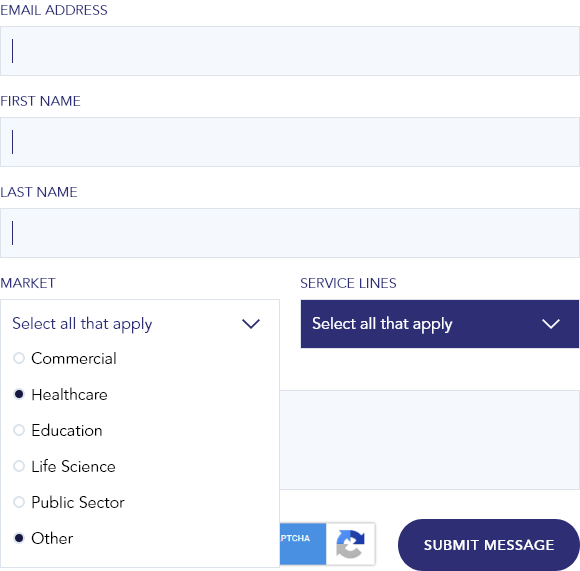 EMAIL ADDRESS
FIRST NAME
LAST NAME
MARKET
SERVICE LINES
Select all that apply
Select all that apply
Commercial
Healthcare
Education
Life Science
Public Sector
Other
PTCHA
SUBMIT MESSAGE